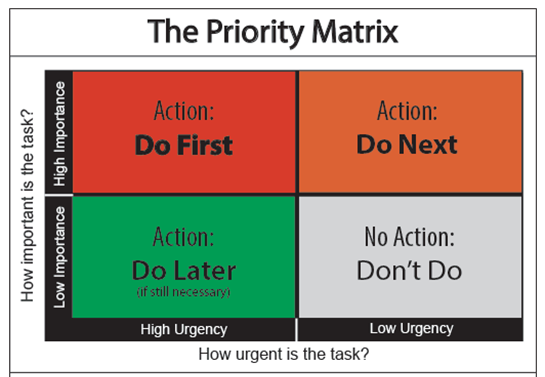 The Priority Matrix
How important is the task?
High Importance
Action:
Do First
Action:
Do Next
Low Importance
Action:
Do Later
(if still necessary)
No Action:
Don't Do
High Urgency
Low Urgency
How urgent is the task?